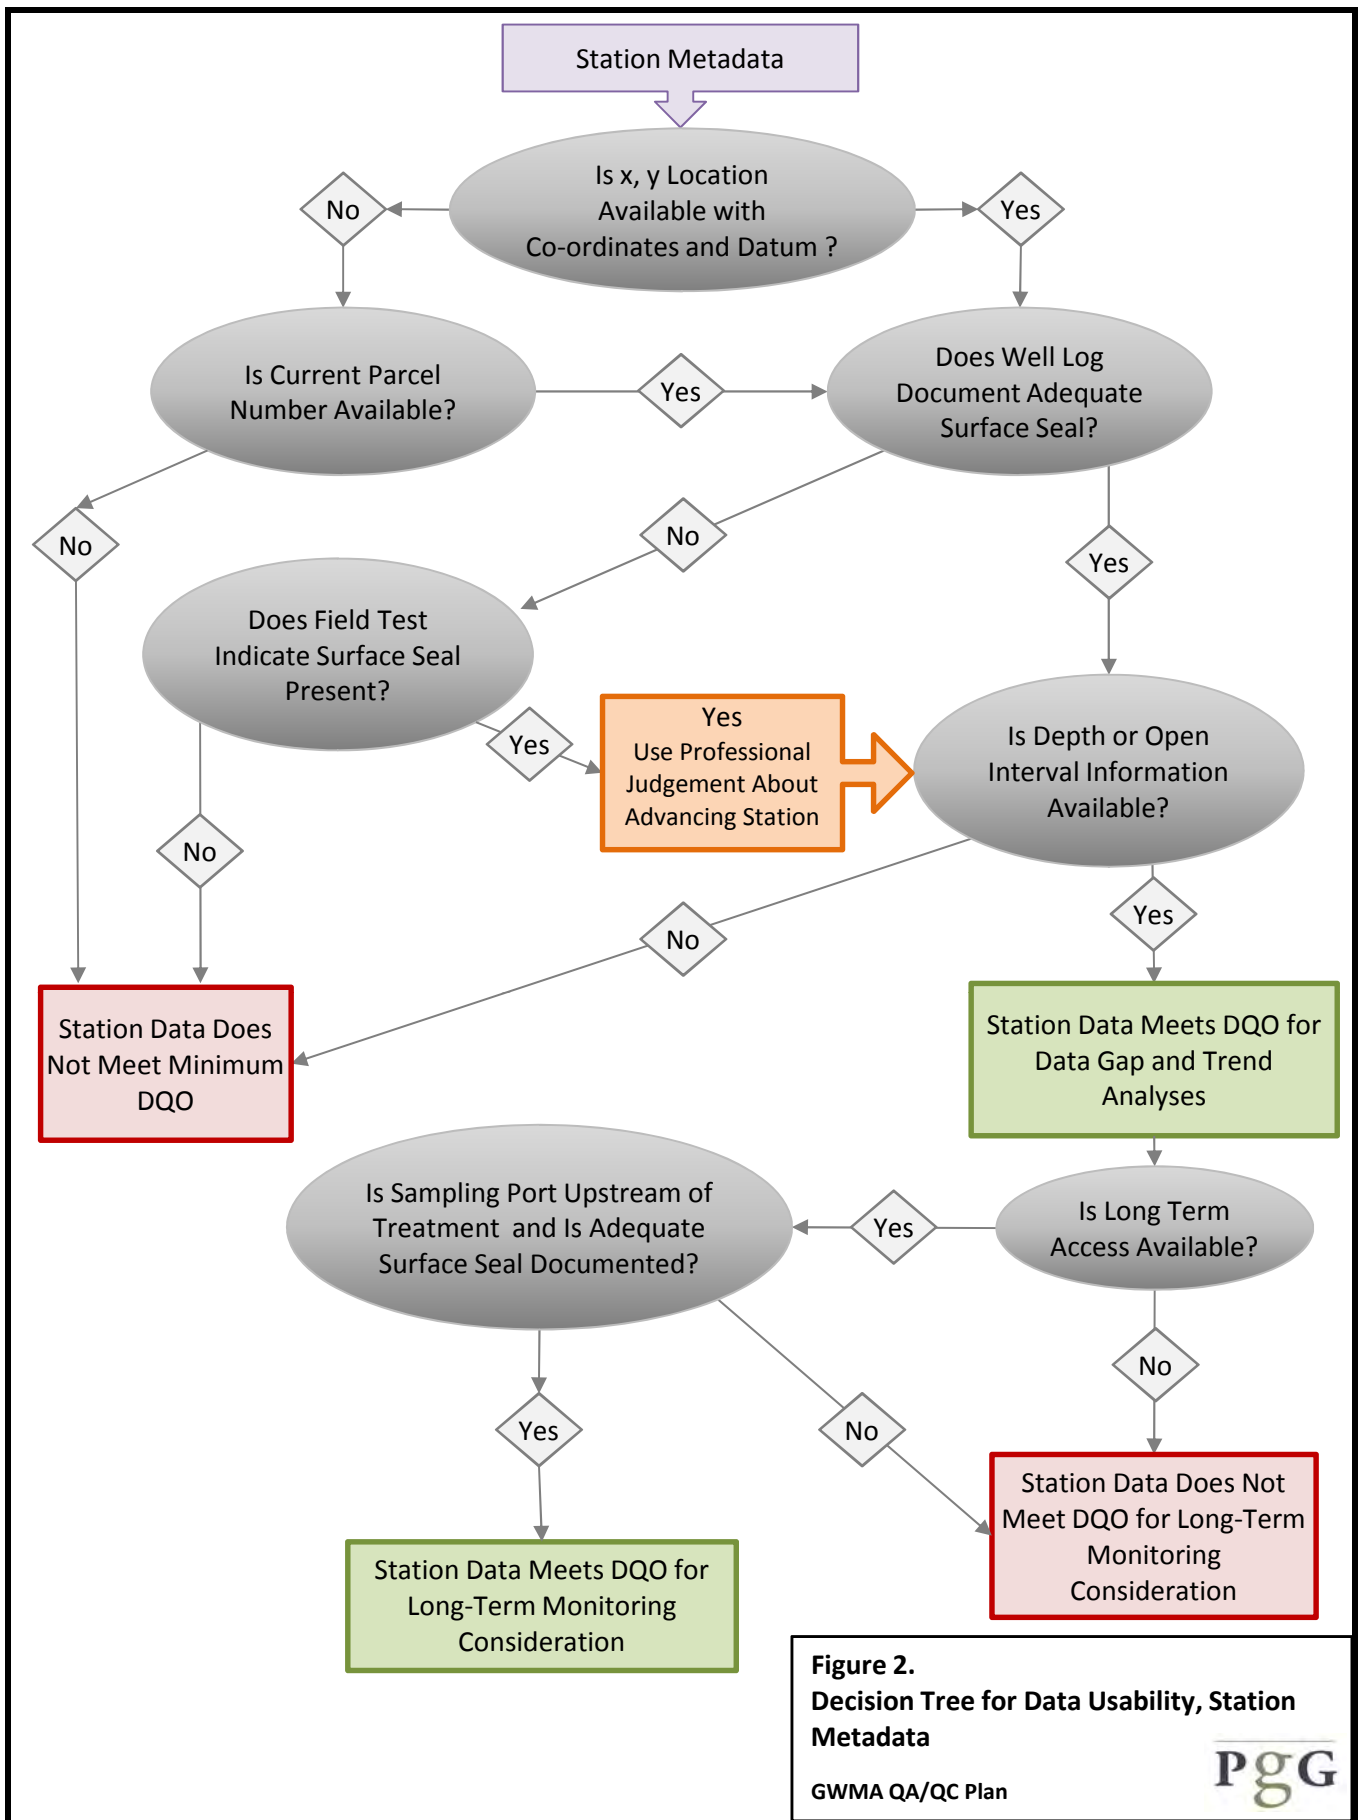 Station Metadata
Is x, y Location
Available with
Co-ordinates and Datum ?
No
Yes
Is Current Parcel
Number Available?
Yes
Does Well Log
Document Adequate
Surface Seal?
No
No
Yes
Does Field Test
Indicate Surface Seal
Present?
Yes
Yes
Use Professional
Judgement About
Advancing Station
Is Depth or Open
Interval Information
Available?
No
No
Yes
Station Data Does
Not Meet Minimum
DQO
Station Data Meets DQO for
Data Gap and Trend
Analyses
Is Sampling Port Upstream of
Treatment and Is Adequate
Surface Seal Documented?
Yes
Is Long Term
Access Available?
No
Yes
No
Station Data Does Not
Meet DQO for Long-Term
Monitoring
Consideration
Station Data Meets DQO for
Long-Term Monitoring
Consideration
Figure 2.
Decision Tree for Data Usability, Station
Metadata
GWMA QA/QC Plan
PgG